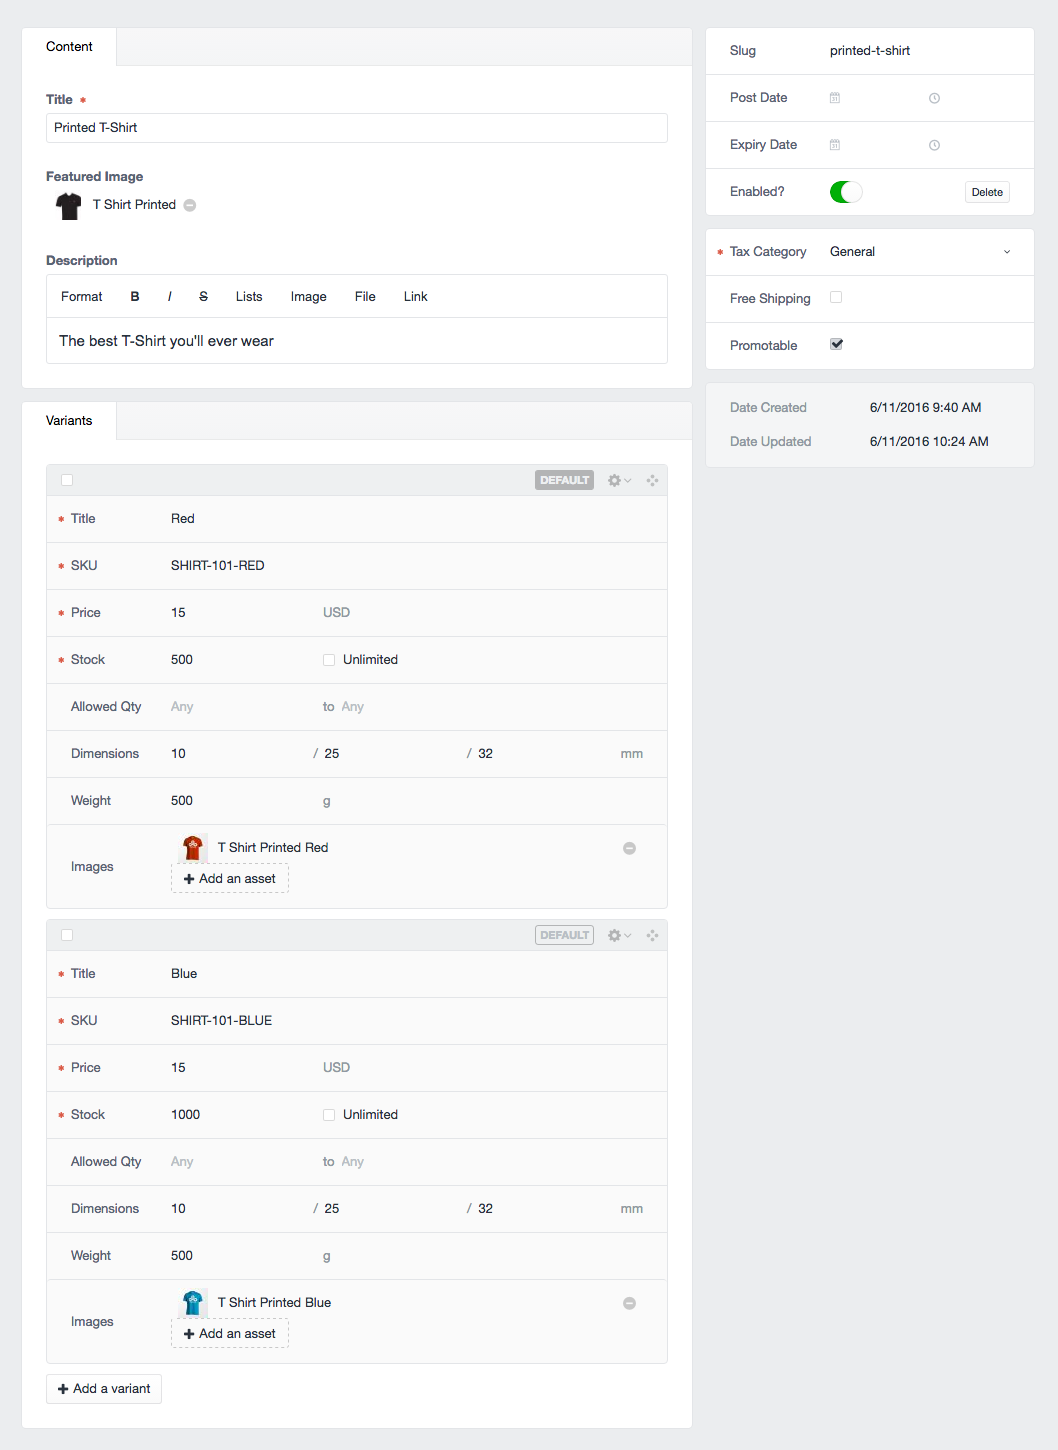 Content
Title *
Printed T-Shirt
Featured Image
T Shirt Printed
Description
Format B I S Lists Image File Link
The best T-Shirt you'll ever wear
Variants
DEFAULT
* Title Red
* SKU SHIRT-101-RED
* Price 15 USD
* Stock 500 Unlimited
Allowed Qty Any to Any
Dimensions 10 / 25 / 32 mm
Weight 500 g
Images T Shirt Printed Red
+ Add an asset
DEFAULT
* Title Blue
* SKU SHIRT-101-BLUE
* Price 15 USD
* Stock 1000 Unlimited
Allowed Qty Any to Any
Dimensions 10 / 25 / 32 mm
Weight 500 g
Images T Shirt Printed Blue
+ Add an asset
+ Add a variant
Slug printed-t-shirt
Post Date
Expiry Date
Enabled? Delete
* Tax Category General
Free Shipping
Promotable
Date Created 6/11/2016 9:40 AM
Date Updated 6/11/2016 10:24 AM